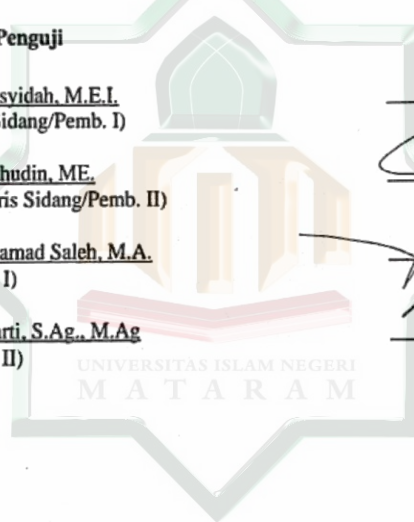 Penguji
syidah, M.E.I.
idang/Pemb. I)
hudin, ME.
ris Sidang/Pemb. II)
amad Saleh, M.A.
I)
rti, S.Ag., M.Ag
II)
UNIVERSITAS ISLAM NEGERI
MATARAM